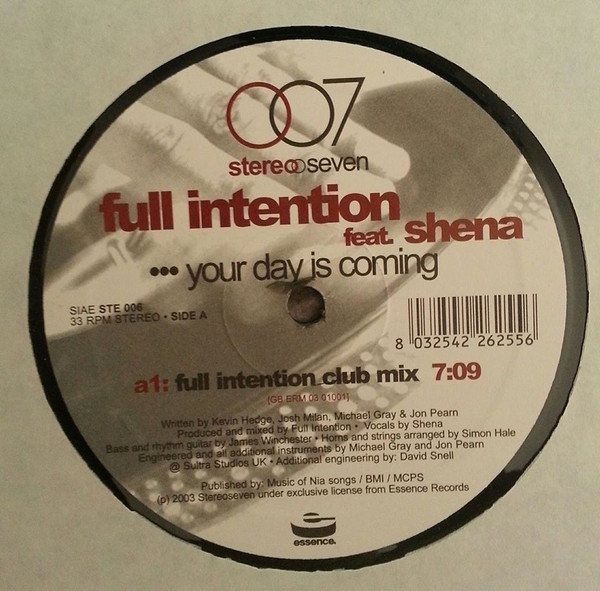 007
stereoseven
full intention
feat. shena
••• your day is coming
SIAE STE 006
33 RPM STEREO • SIDE A
8 032542 262556
a1: full intention club mix 7:09
[GB ERM 03 01001]
Written by Kevin Hedge, Josh Milan, Michael Gray & Jon Pearn
Produced and mixed by Full Intention • Vocals by Shena
Bass and rhythm guitar by James Winchester • Horns and strings arranged by Simon Hale
Engineered and all additional instruments by Michael Gray and Jon Pearn
@ Sultra Studios UK • Additional engineering by: David Snell
Published by: Music of Nia songs / BMI / MCPS
(p) 2003 Stereoseven under exclusive license from Essence Records
essence.